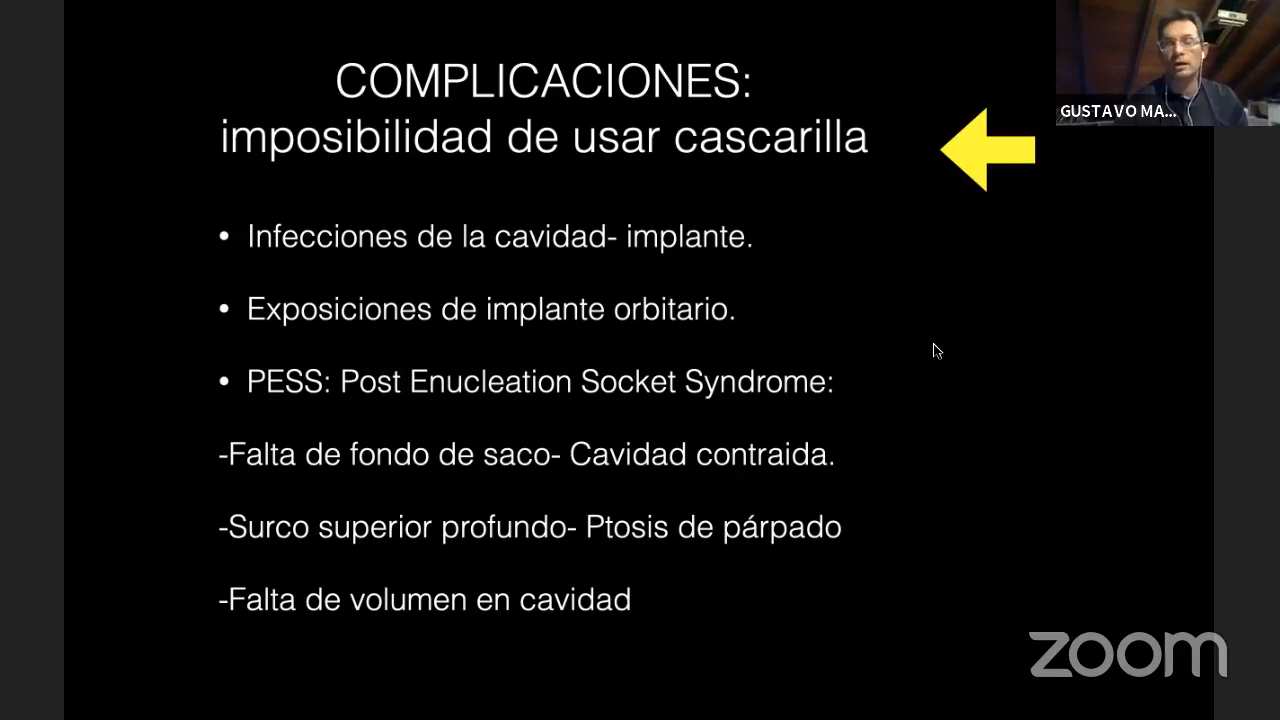 COMPLICACIONES:
imposibilidad de usar cascarilla
GUSTAVO MA...
• Infecciones de la cavidad- implante.
• Exposiciones de implante orbitario.
• PESS: Post Enucleation Socket Syndrome:
-Falta de fondo de saco- Cavidad contraida.
-Surco superior profundo- Ptosis de párpado
-Falta de volumen en cavidad
zoom